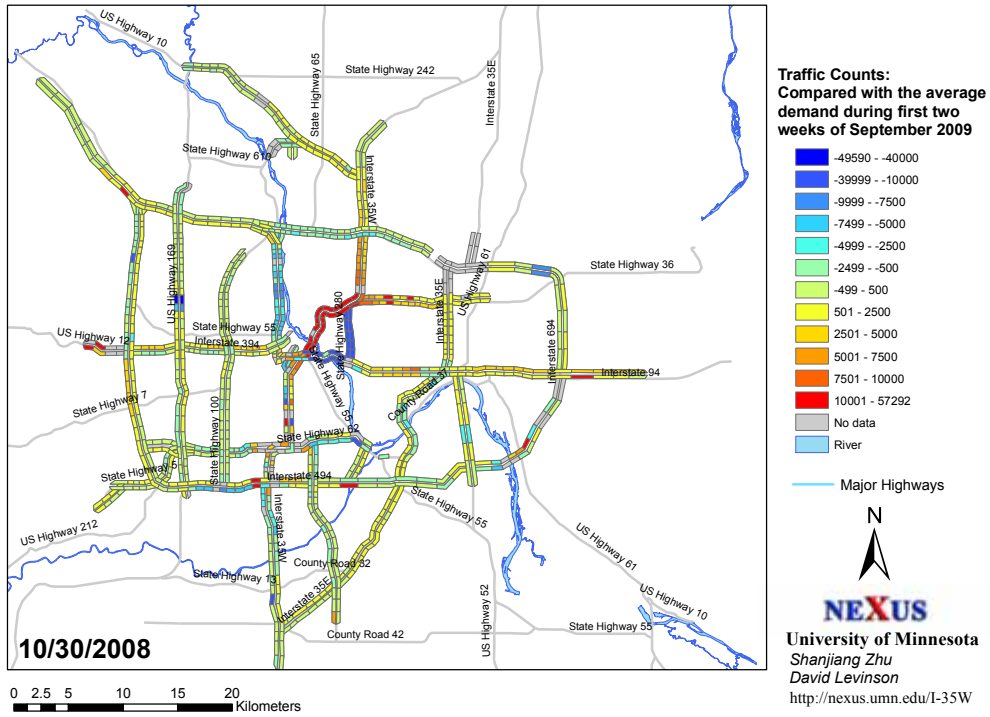 US Highway 10
State Highway 65
State Highway 242
Interstate 35E
State Highway 610
Interstate 35W
US Highway 169
US Highway 61
State Highway 36
Interstate 35E
State Highway 280
State Highway 55
US Highway 12
Interstate 394
Interstate 694
Interstate 94
State Highway 55
County Road 37
State Highway 7
State Highway 100
State Highway 62
State Highway 5
Interstate 494
State Highway 55
Interstate 35W
US Highway 212
US Highway 61
County Road 32
State Highway 13
Interstate 35E
US Highway 52
US Highway 10
State Highway 55
County Road 42
10/30/2008
0 2.5 5 10 15 20
Kilometers
Traffic Counts:
Compared with the average
demand during first two
weeks of September 2009
-49590 - -40000
-39999 - -10000
-9999 - -7500
-7499 - -5000
-4999 - -2500
-2499 - -500
-499 - 500
501 - 2500
2501 - 5000
5001 - 7500
7501 - 10000
10001 - 57292
No data
River
Major Highways
N
NEXUS
University of Minnesota
Shanjiang Zhu
David Levinson
http://nexus.umn.edu/I-35W